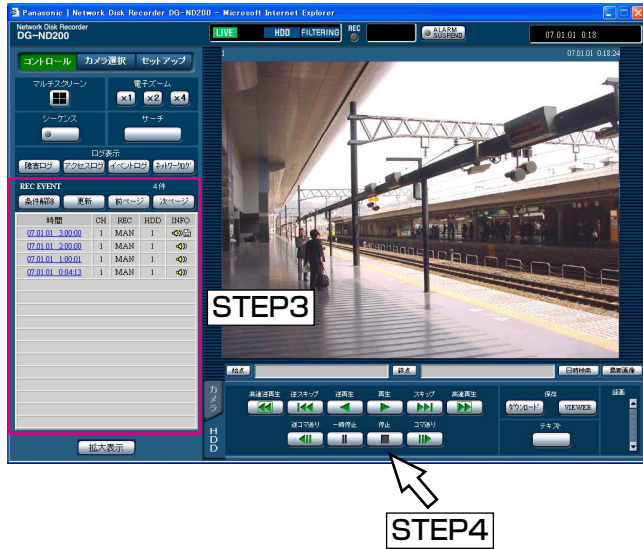 Panasonic | Network Disk Recorder DG-ND200 - Microsoft Internet Explorer
Network Disk Recorder
DG-ND200
LIVE HDD FILTERING REC ALARM SUSPEND 07.01.01 0:18
コントロール カメラ選択 セットアップ
1 07.01.01 0:18:24
マルチスクリーン 電子ズーム
x1 x2 x4
シーケンス サーチ
ログ表示
障害ログ アクセスログ イベントログ ネットワークログ
REC EVENT 4件
条件解除 更新 前ページ 次ページ
時間 CH REC HDD INFO
07.01.01 3:00:00 1 MAN 1
07.01.01 2:00:00 1 MAN 1
07.01.01 1:00:01 1 MAN 1
07.01.01 0:04:13 1 MAN 1
STEP3
始点 終点 日時検索 最新画像
カメラ
HDD
高速逆再生 逆スキップ 逆再生 再生 スキップ 高速再生 保存 録画
ダウンロード VIEWER
逆コマ送り 一時停止 停止 コマ送り テキスト
拡大表示
STEP4